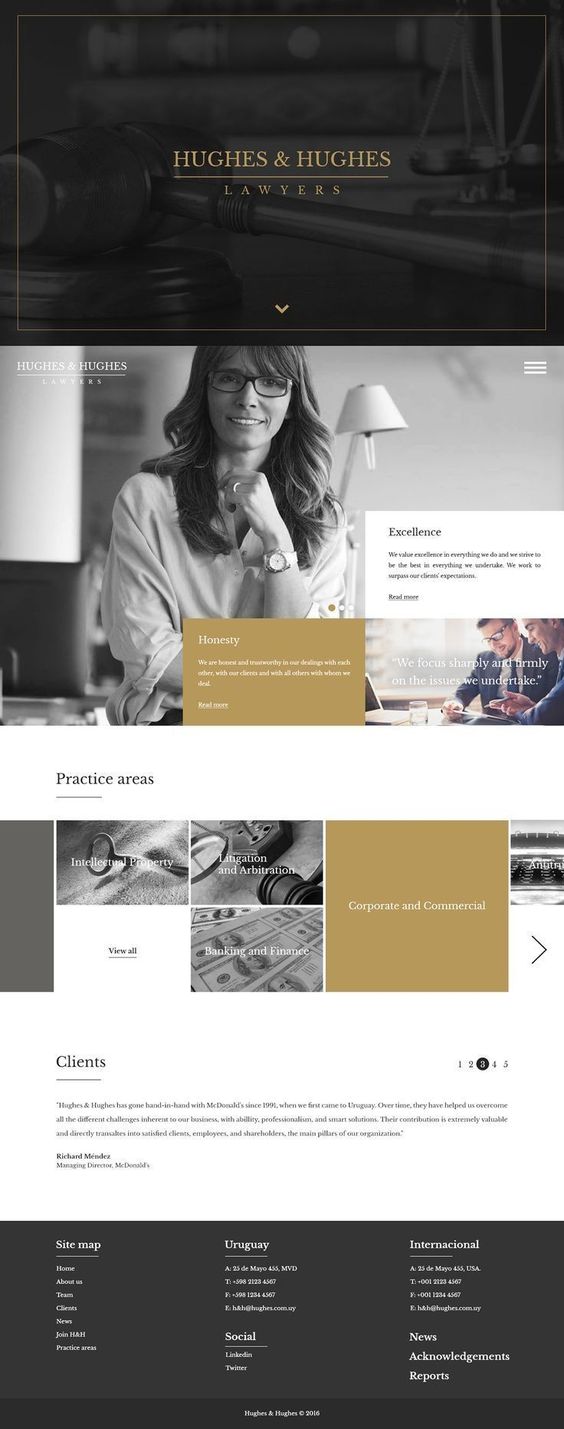 HUGHES & HUGHES
LAWYERS
HUGHES & HUGHES
LAWYERS
Excellence
We value excellence in everything we do and we strive to
be the best in everything we undertake. We work to
surpass our clients' expectations.
Read more
Honesty
We are honest and trustworthy in our dealings with each
other, with our clients and with all others with whom we
deal.
Read more
“We focus sharply and firmly
on the issues we undertake.”
Practice areas
Intellectual Property
Litigation
and Arbitration
Corporate and Commercial
Antitru
View all
Banking and Finance
Clients
1 2 3 4 5
"Hughes & Hughes has gone hand-in-hand with McDonald's since 1991, when we first came to Uruguay. Over time, they have helped us overcome
all the different challenges inherent to our business, with abillity, professionalism, and smart solutions. Their contribution is extremely valuable
and directly transaltes into satisfied clients, employees, and shareholders, the main pillars of our organization."
Richard Méndez
Managing Director, McDonald's
Site map
Home
About us
Team
Clients
News
Join H&H
Practice areas
Uruguay
A: 25 de Mayo 455, MVD
T: +598 2123 4567
F: +598 1234 4567
E: h&h@hughes.com.uy
Social
Linkedin
Twitter
Internacional
A: 25 de Mayo 455, USA.
T: +001 2123 4567
F: +001 1234 4567
E: h&h@hughes.com.uy
News
Acknowledgements
Reports
Hughes & Hughes © 2016